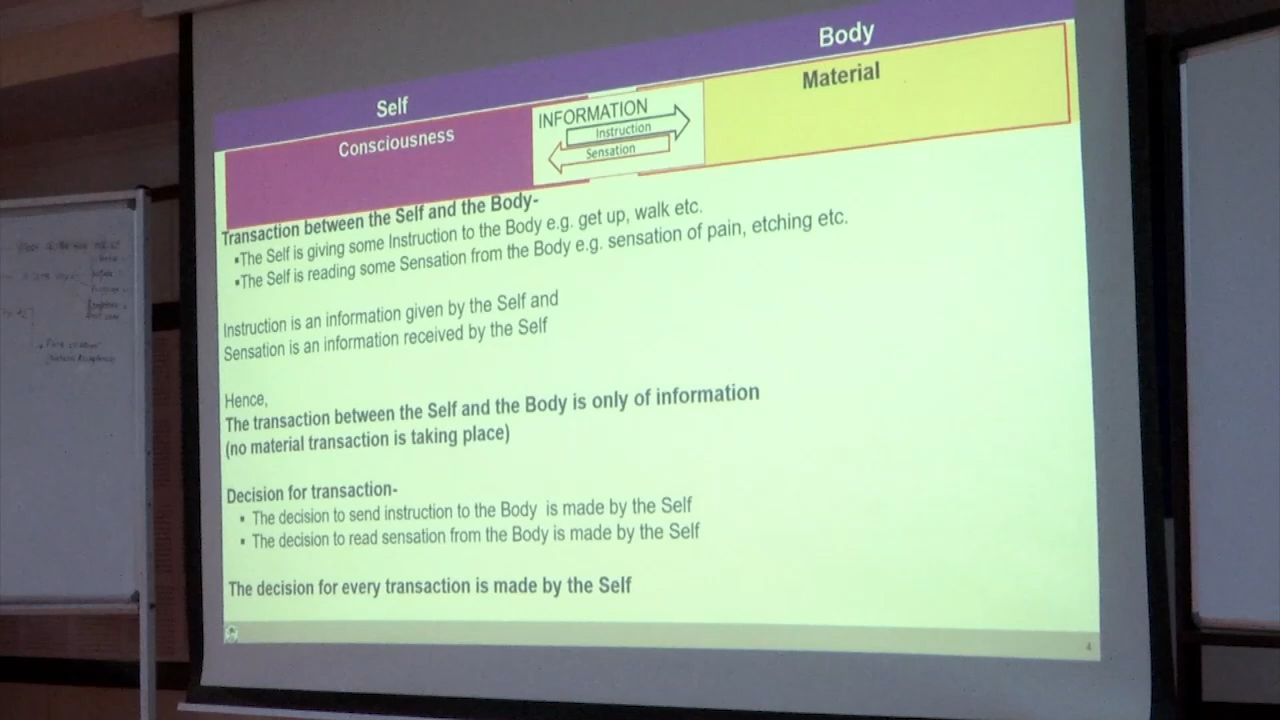 Self
Body
Consciousness
INFORMATION
Instruction
Sensation
Material
Transaction between the Self and the Body-
▪The Self is giving some Instruction to the Body e.g. get up, walk etc.
▪The Self is reading some Sensation from the Body e.g. sensation of pain, etching etc.
Instruction is an information given by the Self and
Sensation is an information received by the Self
Hence,
The transaction between the Self and the Body is only of information
(no material transaction is taking place)
Decision for transaction-
▪ The decision to send instruction to the Body is made by the Self
▪ The decision to read sensation from the Body is made by the Self
The decision for every transaction is made by the Self
4